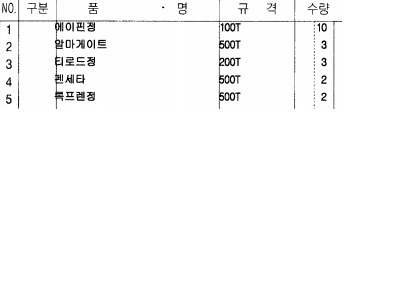 NO. 구분 품 · 명 규 격 수량
1 에이핀정 100T 10
2 알마게이트 500T 3
3 티로드정 200T 3
4 펜세타 500T 2
5 록프렌정 500T 2